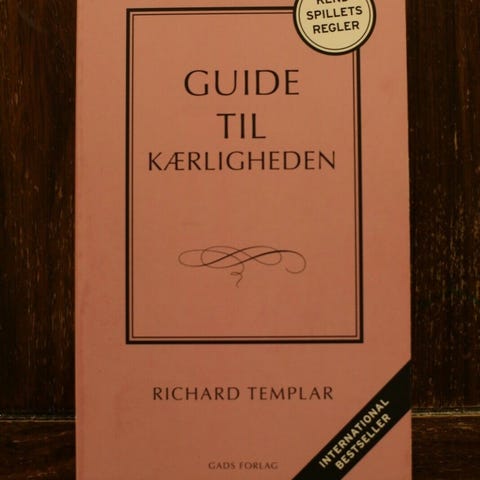 SPILLETS
REGLER
GUIDE
TIL
KÆRLIGHEDEN
RICHARD TEMPLAR
INTERNATIONAL
BESTSELLER
GADS FORLAG